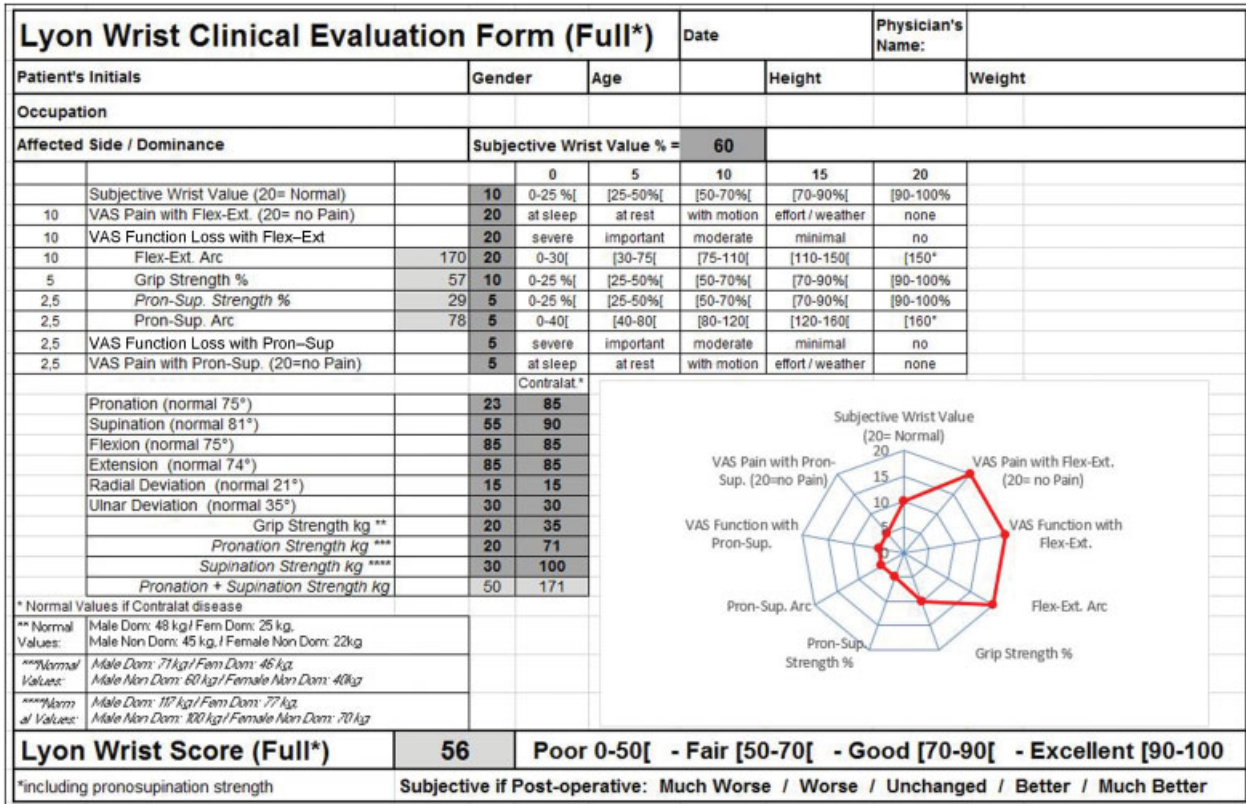 Lyon Wrist Clinical Evaluation Form (Full*) Date Physician's Name:
Patient's Initials Gender Age Height Weight
Occupation
Affected Side / Dominance Subjective Wrist Value % = 60
0 5 10 15 20
Subjective Wrist Value (20= Normal) 10 0-25 %[ [25-50%[ [50-70%[ [70-90%[ [90-100%
10 VAS Pain with Flex-Ext. (20= no Pain) 20 at sleep at rest with motion effort / weather none
10 VAS Function Loss with Flex–Ext 20 severe important moderate minimal no
10 Flex-Ext. Arc 170 20 0-30[ [30-75[ [75-110[ [110-150[ [150°
5 Grip Strength % 57 10 0-25 %[ [25-50%[ [50-70%[ [70-90%[ [90-100%
2,5 Pron-Sup. Strength % 29 5 0-25 %[ [25-50%[ [50-70%[ [70-90%[ [90-100%
2,5 Pron-Sup. Arc 78 5 0-40[ [40-80[ [80-120[ [120-160[ [160°
2,5 VAS Function Loss with Pron–Sup 5 severe important moderate minimal no
2,5 VAS Pain with Pron-Sup. (20=no Pain) 5 at sleep at rest with motion effort / weather none
Contralat.*
Pronation (normal 75°) 23 85
Supination (normal 81°) 55 90
Flexion (normal 75°) 85 85
Extension (normal 74°) 85 85
Radial Deviation (normal 21°) 15 15
Ulnar Deviation (normal 35°) 30 30
Grip Strength kg ** 20 35
Pronation Strength kg *** 20 71
Supination Strength kg **** 30 100
Pronation + Supination Strength kg 50 171
* Normal Values if Contralat disease
** Normal Values: Male Dom: 48 kg / Fem Dom: 25 kg,
Male Non Dom: 45 kg, / Female Non Dom: 22kg
***Normal Values: Male Dom: 71 kg / Fem Dom: 46 kg,
Male Non Dom: 60 kg / Female Non Dom: 40kg
****Norm al Values: Male Dom: 117 kg / Fem Dom: 77 kg,
Male Non Dom: 100 kg / Female Non Dom: 70 kg
Subjective Wrist Value
(20= Normal)
20
15
10
5
0
VAS Pain with Flex-Ext.
(20= no Pain)
VAS Function with
Flex-Ext.
Flex-Ext. Arc
Grip Strength %
Pron-Sup.
Strength %
Pron-Sup. Arc
VAS Function with
Pron-Sup.
VAS Pain with Pron-
Sup. (20=no Pain)
Lyon Wrist Score (Full*) 56 Poor 0-50[ - Fair [50-70[ - Good [70-90[ - Excellent [90-100
*including pronosupination strength Subjective if Post-operative: Much Worse / Worse / Unchanged / Better / Much Better